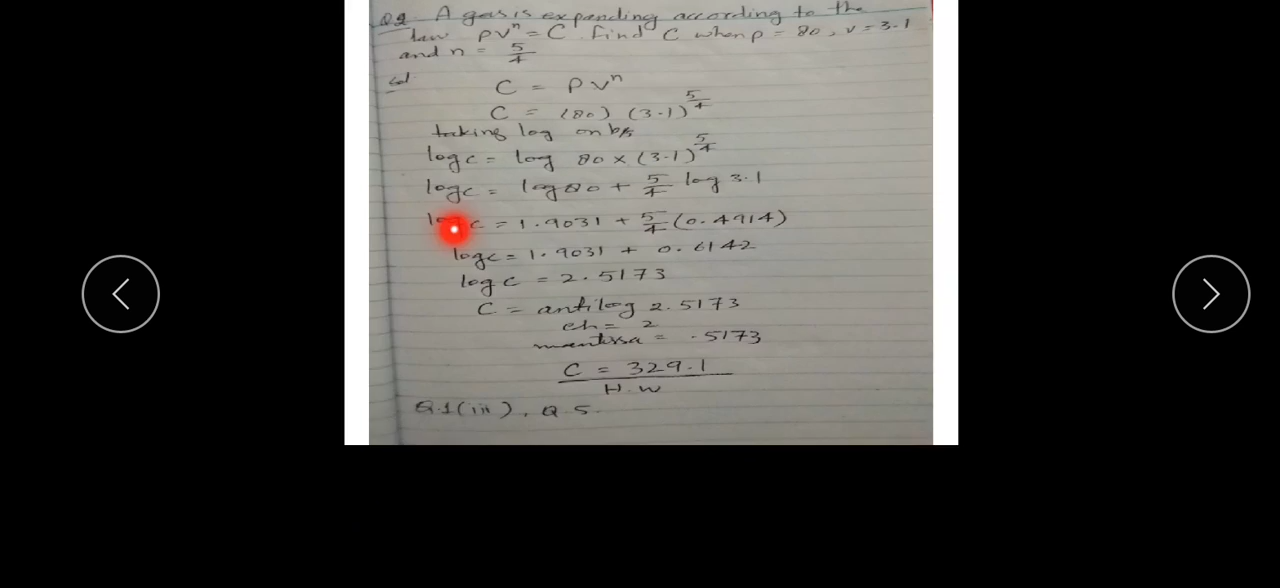 Q2. A gas is expanding according to the
law PVⁿ = C. Find C when p = 80, v = 3.1
and n = 5/4
Sol
C = PVⁿ
C = (80) (3.1)^5/4
taking log on b/s
log c = log 80 × (3.1)^5/4
log c = log 80 + 5/4 log 3.1
log c = 1.9031 + 5/4 (0.4914)
log c = 1.9031 + 0.6142
log c = 2.5173
C = antilog 2.5173
ch = 2
mantissa = .5173
C = 329.1
H.W
Q.1(iii), Q 5.